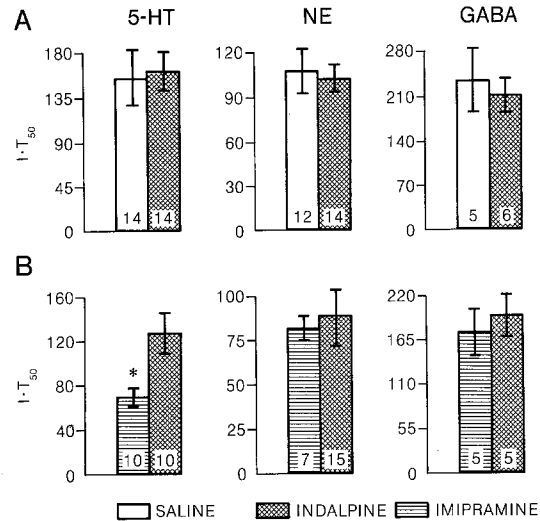 A 5-HT NE GABA
180 120 280
135 90 210
I·T50
90 60 140
45 30 70
14 14 12 14 5 6
0 0 0
B
160 100 220
120 75 165
*
I·T50
80 50 110
40 25 55
10 10 7 15 5 5
0 0 0
SALINE INDALPINE IMIPRAMINE